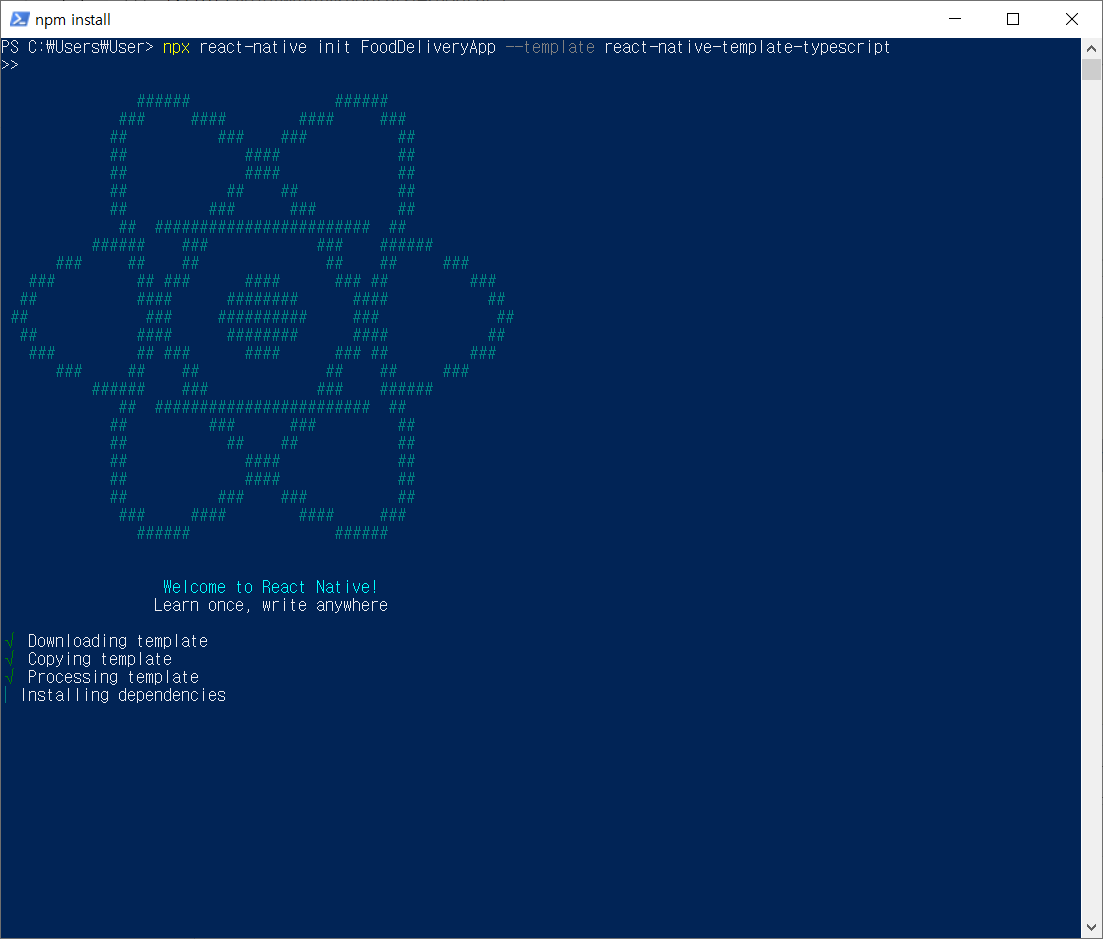 npm install
PS C:₩Users₩User> npx react-native init FoodDeliveryApp --template react-native-template-typescript
>>
               ######                ######
             ###     ####        ####     ###
            ##          ###    ###          ##
            ##             ####             ##
            ##             ####             ##
            ##           ##    ##           ##
            ##         ###      ###         ##
             ##  ########################  ##
          ######    ###            ###    ######
      ###     ##    ##              ##    ##     ###
   ###         ## ###      ####      ### ##         ###
  ##           ####      ########      ####           ##
 ##             ###     ##########     ###             ##
  ##           ####      ########      ####           ##
   ###         ## ###      ####      ### ##         ###
      ###     ##    ##              ##    ##     ###
          ######    ###            ###    ######
             ##  ########################  ##
            ##         ###      ###         ##
            ##           ##    ##           ##
            ##             ####             ##
            ##             ####             ##
            ##          ###    ###          ##
             ###     ####        ####     ###
               ######                ######
Welcome to React Native!
Learn once, write anywhere
√ Downloading template
√ Copying template
√ Processing template
| Installing dependencies